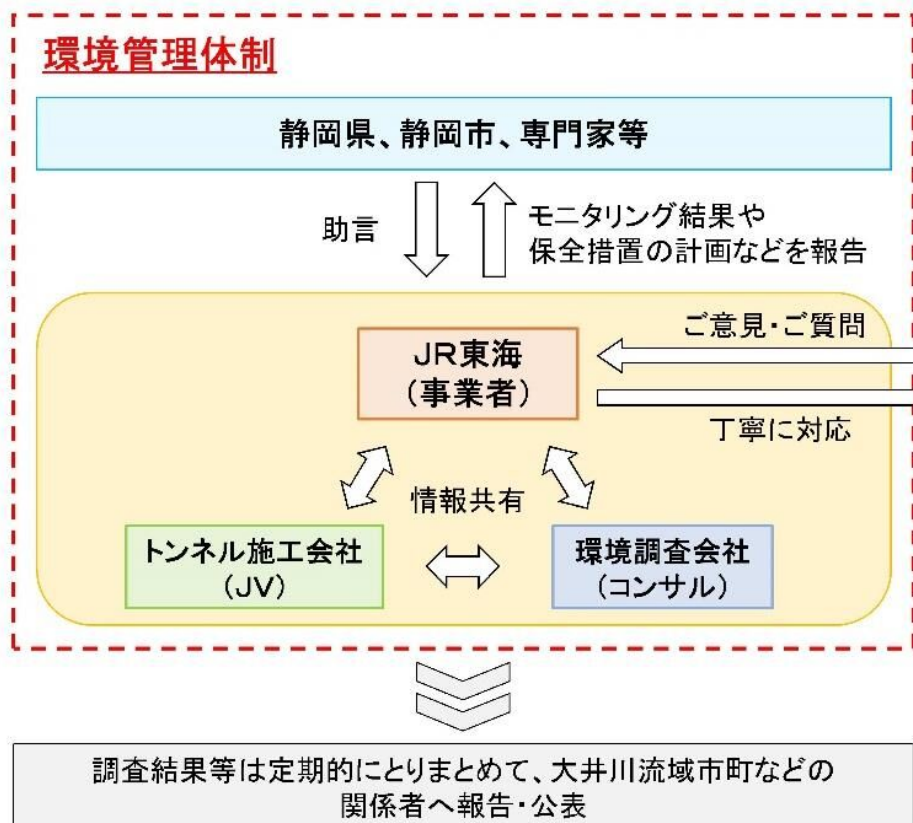 環境管理体制
静岡県、静岡市、専門家等
助言
モニタリング結果や
保全措置の計画などを報告
ご意見・ご質問
JR東海
(事業者)
丁寧に対応
情報共有
トンネル施工会社
(JV)
環境調査会社
(コンサル)
調査結果等は定期的にとりまとめて、大井川流域市町などの
関係者へ報告・公表